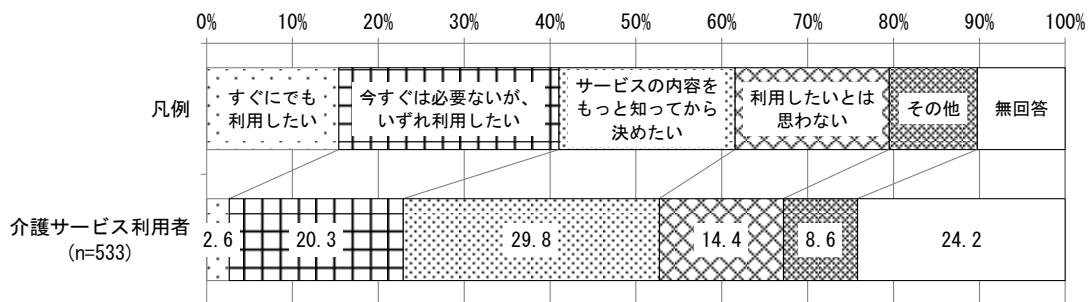 0% 10% 20% 30% 40% 50% 60% 70% 80% 90% 100%
凡例
すぐにでも
利用したい
今すぐは必要ないが、
いずれ利用したい
サービスの内容を
もっと知ってから
決めたい
利用したいとは
思わない
その他
無回答
介護サービス利用者
(n=533)
2.6 20.3 29.8 14.4 8.6 24.2